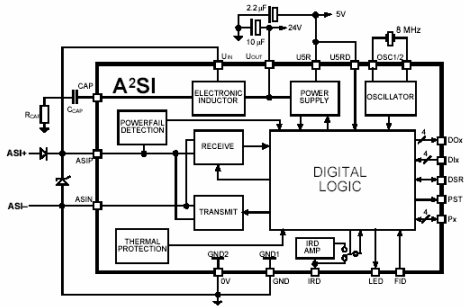 2.2 µF
5V
24V
10 µF
8 MHz
UIN
UOUT
U5R
U5RD
OSC1/2
CAP
A²SI
RCAP
CCAP
ELECTRONIC INDUCTOR
POWER SUPPLY
OSCILLATOR
POWERFAIL DETECTION
ASI+
ASIP
RECEIVE
4
DOx
4
DIx
DIGITAL LOGIC
DSR
ASIN
PST
ASI–
TRANSMIT
4
Px
THERMAL PROTECTION
GND2
GND1
IRD AMP
0V
GND
IRD
LED
FID